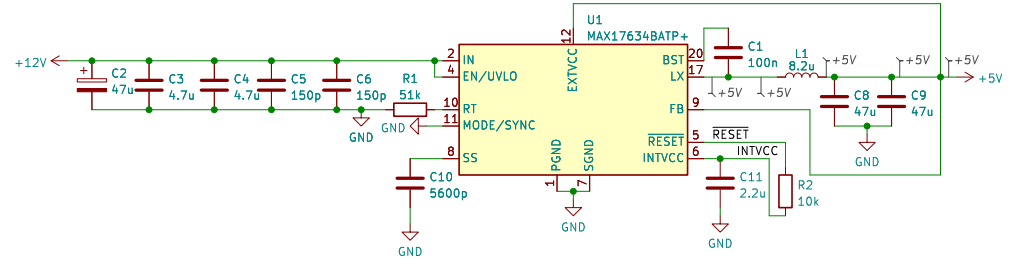 U1
MAX17634BATP+
+12V
C2
47u
C3
4.7u
C4
4.7u
C5
150p
C6
150p
R1
51k
GND
GND
2
IN
4
EN/UVLO
10
RT
11
MODE/SYNC
8
SS
12
EXTVCC
BST
20
LX
17
FB
9
RESET
5
INTVCC
6
PGND
1
SGND
7
GND
C10
5600p
GND
C1
100n
L1
8.2u
+5V
+5V
+5V
+5V
+5V
+5V
C8
47u
C9
47u
GND
RESET
INTVCC
C11
2.2u
GND
R2
10k